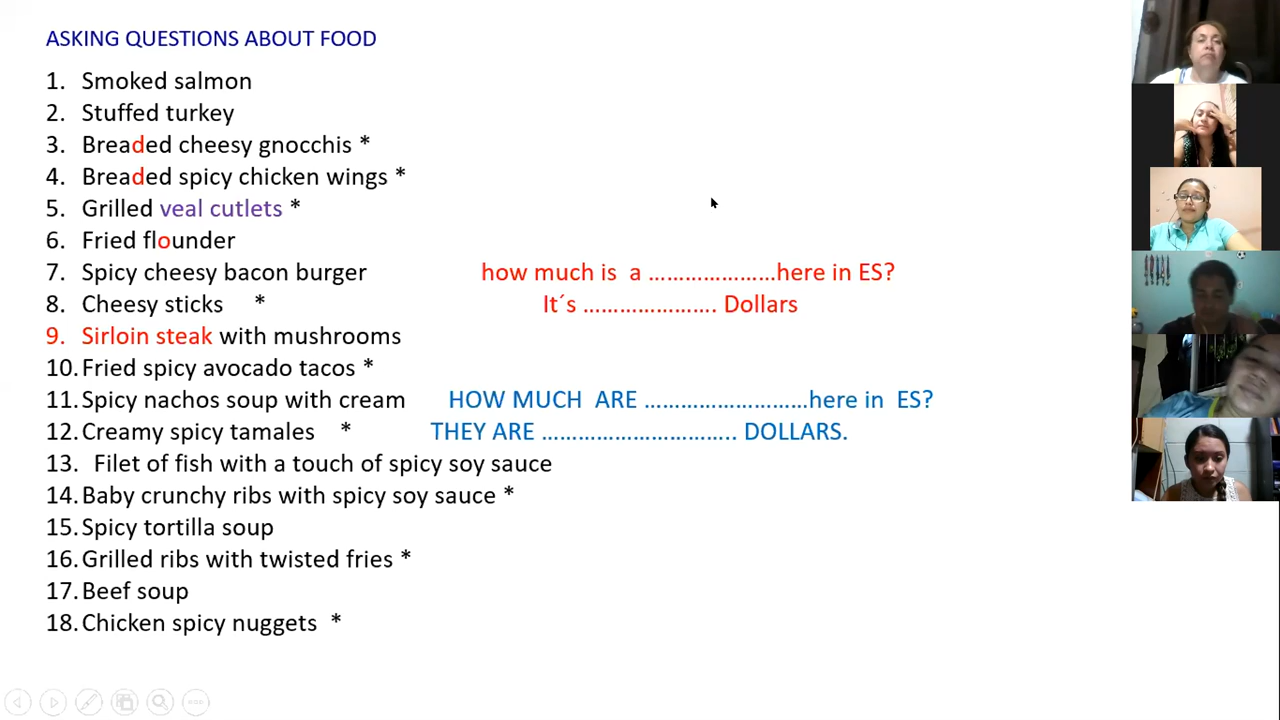 ASKING QUESTIONS ABOUT FOOD
1. Smoked salmon
2. Stuffed turkey
3. Breaded cheesy gnocchis *
4. Breaded spicy chicken wings *
5. Grilled veal cutlets *
6. Fried flounder
7. Spicy cheesy bacon burger how much is a ..................... here in ES?
8. Cheesy sticks * It´s ...................... Dollars
9. Sirloin steak with mushrooms
10. Fried spicy avocado tacos *
11. Spicy nachos soup with cream HOW MUCH ARE ............................ here in ES?
12. Creamy spicy tamales * THEY ARE ................................. DOLLARS.
13. Filet of fish with a touch of spicy soy sauce
14. Baby crunchy ribs with spicy soy sauce *
15. Spicy tortilla soup
16. Grilled ribs with twisted fries *
17. Beef soup
18. Chicken spicy nuggets *